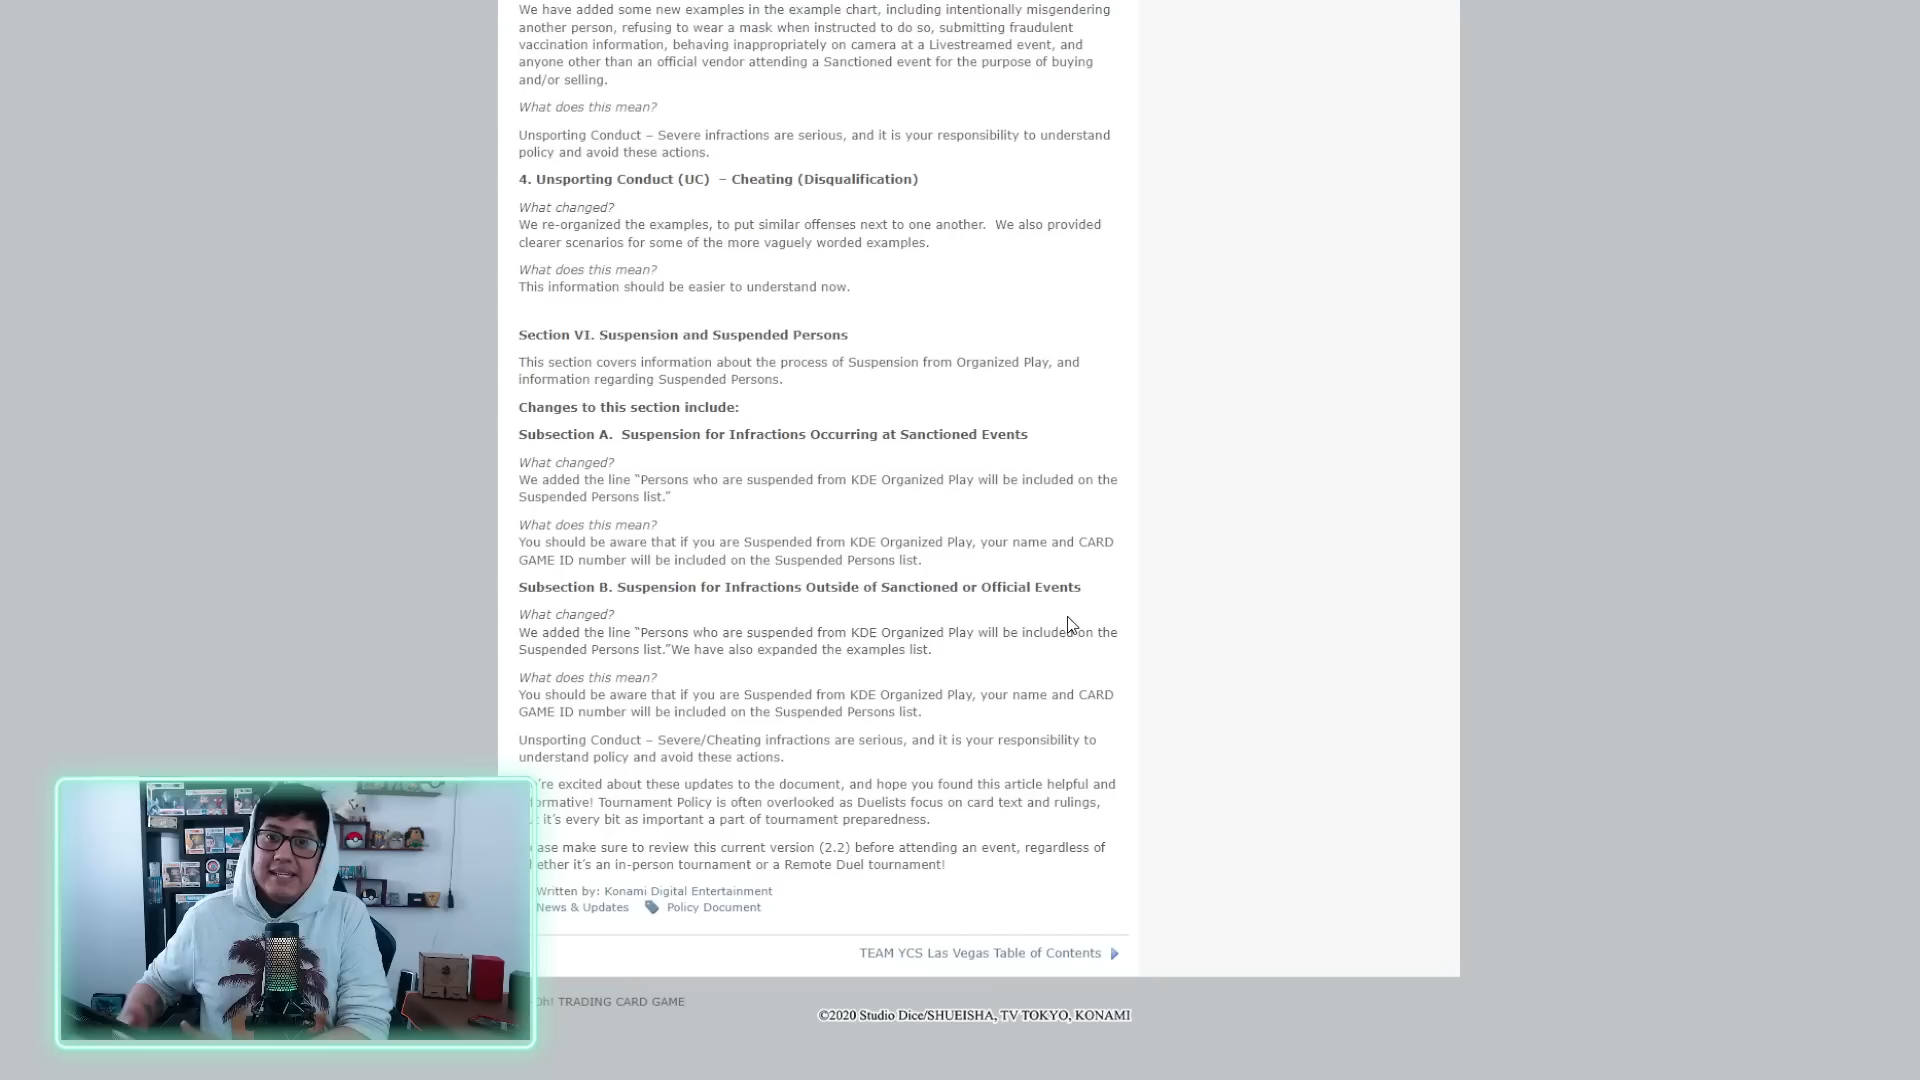 We have added some new examples in the example chart, including intentionally misgendering
another person, refusing to wear a mask when instructed to do so, submitting fraudulent
vaccination information, behaving inappropriately on camera at a Livestreamed event, and
anyone other than an official vendor attending a Sanctioned event for the purpose of buying
and/or selling.
What does this mean?
Unsporting Conduct – Severe infractions are serious, and it is your responsibility to understand
policy and avoid these actions.
4. Unsporting Conduct (UC)  – Cheating (Disqualification)
What changed?
We re-organized the examples, to put similar offenses next to one another.  We also provided
clearer scenarios for some of the more vaguely worded examples.
What does this mean?
This information should be easier to understand now.
Section VI. Suspension and Suspended Persons
This section covers information about the process of Suspension from Organized Play, and
information regarding Suspended Persons.
Changes to this section include:
Subsection A.  Suspension for Infractions Occurring at Sanctioned Events
What changed?
We added the line “Persons who are suspended from KDE Organized Play will be included on the
Suspended Persons list.”
What does this mean?
You should be aware that if you are Suspended from KDE Organized Play, your name and CARD
GAME ID number will be included on the Suspended Persons list.
Subsection B. Suspension for Infractions Outside of Sanctioned or Official Events
What changed?
We added the line “Persons who are suspended from KDE Organized Play will be included on the
Suspended Persons list.”We have also expanded the examples list.
What does this mean?
You should be aware that if you are Suspended from KDE Organized Play, your name and CARD
GAME ID number will be included on the Suspended Persons list.
Unsporting Conduct – Severe/Cheating infractions are serious, and it is your responsibility to
understand policy and avoid these actions.
're excited about these updates to the document, and hope you found this article helpful and
formative! Tournament Policy is often overlooked as Duelists focus on card text and rulings,
it’s every bit as important a part of tournament preparedness.
ase make sure to review this current version (2.2) before attending an event, regardless of
ether it’s an in-person tournament or a Remote Duel tournament!
Written by: Konami Digital Entertainment
News & Updates Policy Document
TEAM YCS Las Vegas Table of Contents
Oh! TRADING CARD GAME
©2020 Studio Dice/SHUEISHA, TV TOKYO, KONAMI